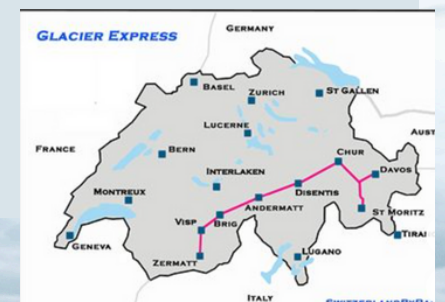 GERMANY
GLACIER EXPRESS
BASEL
ZURICH
ST GALLEN
LUCERNE
AUST
CHUR
FRANCE
BERN
DAVOS
INTERLAKEN
DISENTIS
MONTREUX
ANDERMATT
ST MORITZ
VISP
BRIG
TIRAI
GENEVA
LUGANO
ZERMATT
ITALY